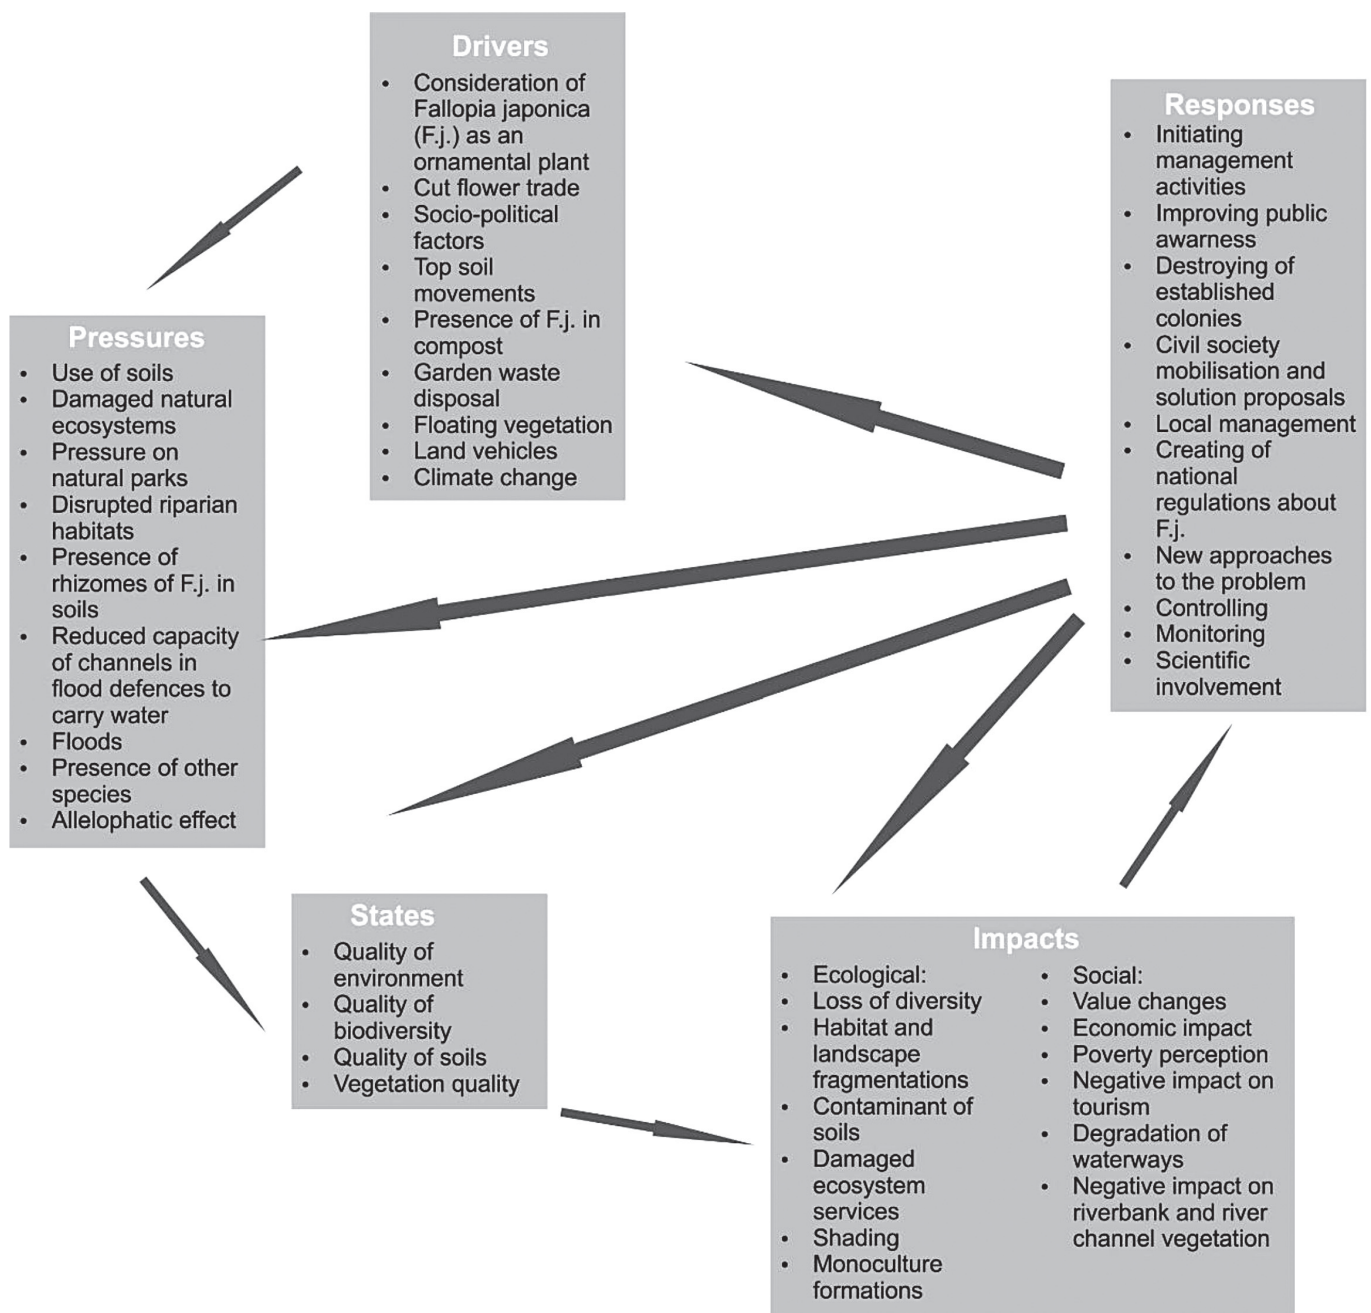 Drivers
• Consideration of
Fallopia japonica
(F.j.) as an
ornamental plant
• Cut flower trade
• Socio-political
factors
• Top soil
movements
• Presence of F.j. in
compost
• Garden waste
disposal
• Floating vegetation
• Land vehicles
• Climate change
Responses
• Initiating
management
activities
• Improving public
awarness
• Destroying of
established
colonies
• Civil society
mobilisation and
solution proposals
• Local management
• Creating of
national
regulations about
F.j.
• New approaches
to the problem
• Controlling
• Monitoring
• Scientific
involvement
Pressures
• Use of soils
• Damaged natural
ecosystems
• Pressure on
natural parks
• Disrupted riparian
habitats
• Presence of
rhizomes of F.j. in
soils
• Reduced capacity
of channels in
flood defences to
carry water
• Floods
• Presence of other
species
• Allelophatic effect
States
• Quality of
environment
• Quality of
biodiversity
• Quality of soils
• Vegetation quality
Impacts
• Ecological:
• Loss of diversity
• Habitat and
landscape
fragmentations
• Contaminant of
soils
• Damaged
ecosystem
services
• Shading
• Monoculture
formations
• Social:
• Value changes
• Economic impact
• Poverty perception
• Negative impact on
tourism
• Degradation of
waterways
• Negative impact on
riverbank and river
channel vegetation